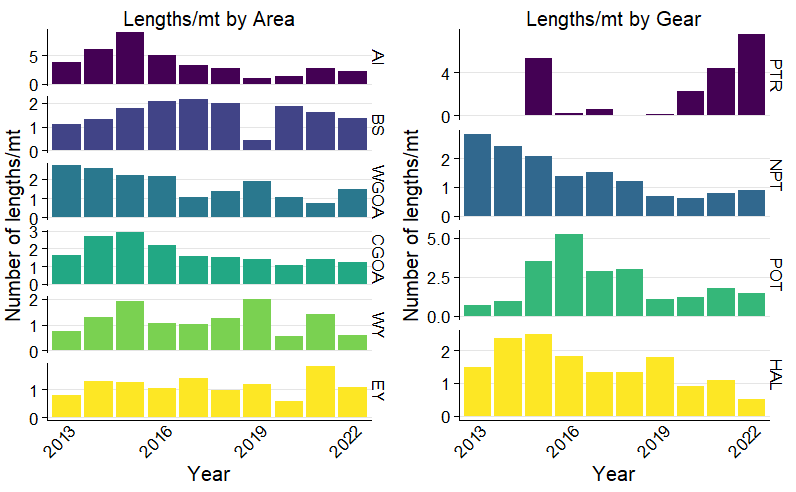 Lengths/mt by Area
Number of lengths/mt
5
0
AI
2
1
0
BS
2
1
0
WGOA
3
2
1
0
CGOA
2
1
0
WY
1
0
EY
2013
2016
2019
2022
Year
Lengths/mt by Gear
Number of lengths/mt
4
0
PTR
2
1
0
NPT
5.0
2.5
0.0
POT
2
1
0
HAL
2013
2016
2019
2022
Year